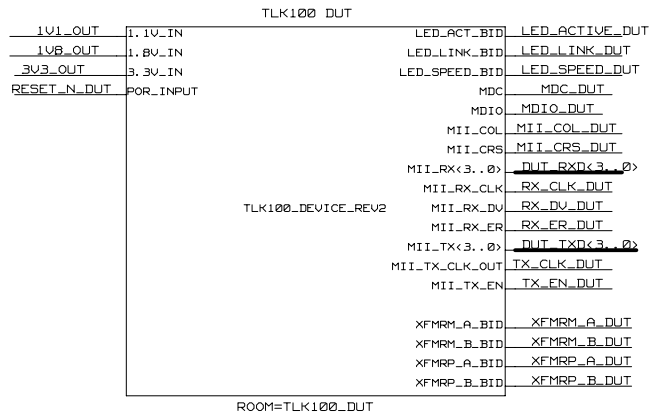 TLK100 DUT
1V1_OUT 1.1V_IN LED_ACT_BID LED_ACTIVE_DUT
1V8_OUT 1.8V_IN LED_LINK_BID LED_LINK_DUT
3V3_OUT 3.3V_IN LED_SPEED_BID LED_SPEED_DUT
RESET_N_DUT POR_INPUT MDC MDC_DUT
MDIO MDIO_DUT
MII_COL MII_COL_DUT
MII_CRS MII_CRS_DUT
MII_RX<3..0> DUT_RXD<3..0>
MII_RX_CLK RX_CLK_DUT
TLK100_DEVICE_REV2 MII_RX_DV RX_DV_DUT
MII_RX_ER RX_ER_DUT
MII_TX<3..0> DUT_TXD<3..0>
MII_TX_CLK_OUT TX_CLK_DUT
MII_TX_EN TX_EN_DUT
XFMRM_A_BID XFMRM_A_DUT
XFMRM_B_BID XFMRM_B_DUT
XFMRP_A_BID XFMRP_A_DUT
XFMRP_B_BID XFMRP_B_DUT
ROOM=TLK100_DUT